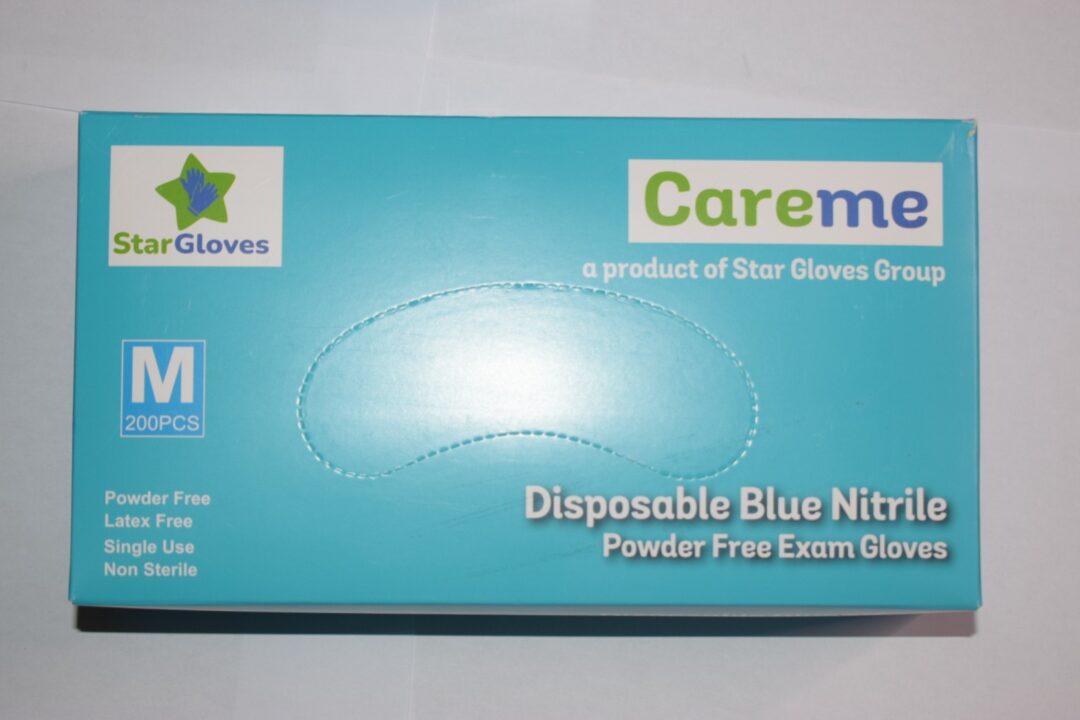 StarGloves
Careme
a product of Star Gloves Group
M
200PCS
Powder Free
Latex Free
Single Use
Non Sterile
Disposable Blue Nitrile
Powder Free Exam Gloves